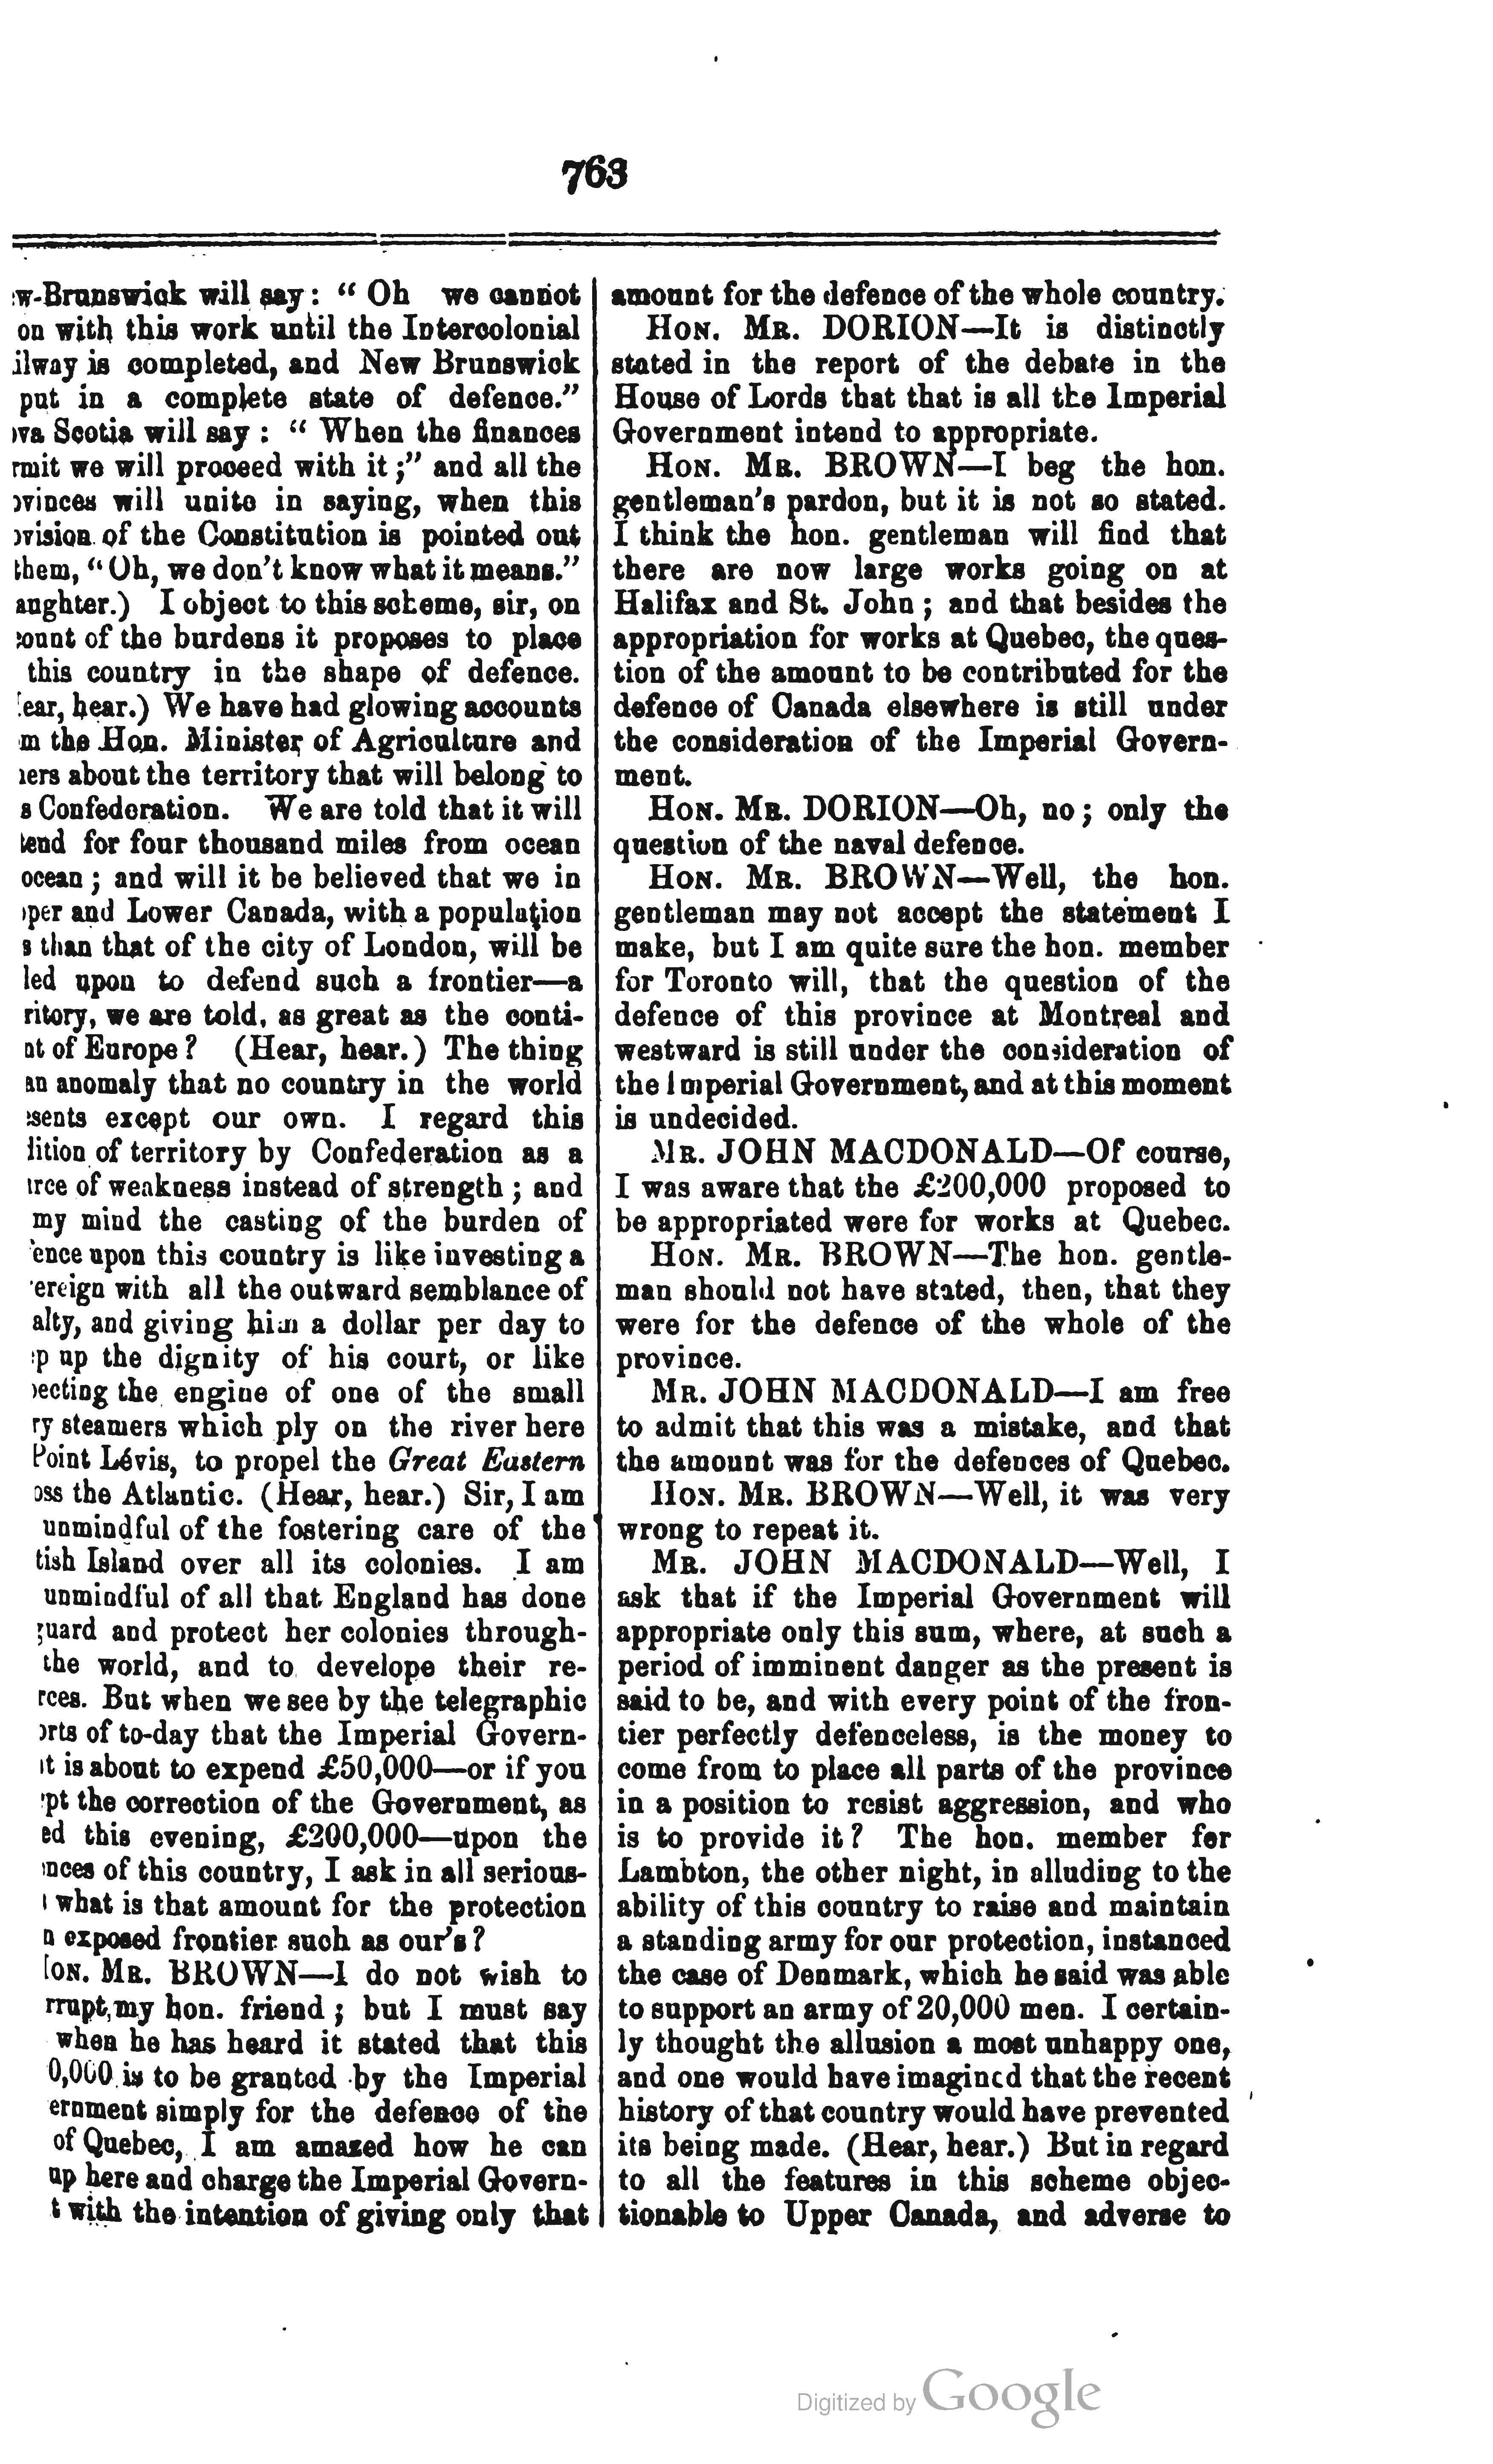 763
w-Brunswick will say: “ Oh we cannot
on with this work until the Intercolonial
ilway is completed, and New Brunswick
put in a complete state of defence.”
va Scotia will say : “ When the finances
rmit we will proceed with it ;” and all the
vinces will unite in saying, when this
vision of the Constitution is pointed out
them, “ Oh, we don't know what it means.”
aughter.) I object to this scheme, sir, on
ount of the burdens it proposes to place
this country in the shape of defence.
ear, hear.) We have had glowing accounts
m the Hon. Minister of Agriculture and
ers about the territory that will belong to
s Confederation. We are told that it will
tend for four thousand miles from ocean
ocean ; and will it be believed that we in
per and Lower Canada, with a population
s than that of the city of London, will be
led upon to defend such a frontier—a
ritory, we are told, as great as the conti-
nt of Europe ? (Hear, hear.) The thing
an anomaly that no country in the world
sents except our own. I regard this
dition of territory by Confederation as a
urce of weakness instead of strength ; and
my mind the casting of the burden of
ence upon this country is like investing a
ereign with all the outward semblance of
alty, and giving him a dollar per day to
p up the dignity of his court, or like
ecting the engine of one of the small
ry steamers which ply on the river here
Point Lévis, to propel the Great Eastern
oss the Atlantic. (Hear, hear.) Sir, I am
unmindful of the fostering care of the
tish Island over all its colonies. I am
unmindful of all that England has done
guard and protect her colonies through-
the world, and to develope their re-
rces. But when we see by the telegraphic
orts of to-day that the Imperial Govern-
t is about to expend £50,000—or if you
pt the correction of the Government, as
ed this evening, £200,000—upon the
nces of this country, I ask in all serious-
what is that amount for the protection
n exposed frontier such as our's ?
ON. MR. BROWN—I do not wish to
rrupt my hon. friend ; but I must say
when he has heard it stated that this
0,000 is to be granted by the Imperial
ernment simply for the defence of the
of Quebec, I am amazed how he can
up here and charge the Imperial Govern-
t with the intention of giving only that
amount for the defence of the whole country.
HON. MR. DORION—It is distinctly
stated in the report of the debate in the
House of Lords that that is all the Imperial
Government intend to appropriate.
HON. MR. BROWN—I beg the hon.
gentleman's pardon, but it is not so stated.
I think the hon. gentleman will find that
there are now large works going on at
Halifax and St. John ; and that besides the
appropriation for works at Quebec, the ques-
tion of the amount to be contributed for the
defence of Canada elsewhere is still under
the consideration of the Imperial Govern-
ment.
HON. MR. DORION—Oh, no ; only the
question of the naval defence.
HON. MR. BROWN—Well, the hon.
gentleman may not accept the statement I
make, but I am quite sure the hon. member
for Toronto will, that the question of the
defence of this province at Montreal and
westward is still under the consideration of
the Imperial Government, and at this moment
is undecided.
MR. JOHN MACDONALD—Of course,
I was aware that the £200,000 proposed to
be appropriated were for works at Quebec.
HON. MR. BROWN—The hon. gentle-
man should not have stated, then, that they
were for the defence of the whole of the
province.
MR. JOHN MACDONALD—I am free
to admit that this was a mistake, and that
the amount was for the defences of Quebec.
HON. MR. BROWN—Well, it was very
wrong to repeat it.
MR. JOHN MACDONALD—Well, I
ask that if the Imperial Government will
appropriate only this sum, where, at such a
period of imminent danger as the present is
said to be, and with every point of the fron-
tier perfectly defenceless, is the money to
come from to place all parts of the province
in a position to resist aggression, and who
is to provide it ? The hon. member for
Lambton, the other night, in alluding to the
ability of this country to raise and maintain
a standing army for our protection, instanced
the case of Denmark, which he said was able
to support an army of 20,000 men. I certain-
ly thought the allusion a most unhappy one,
and one would have imagined that the recent
history of that country would have prevented
its being made. (Hear, hear.) But in regard
to all the features in this scheme objec-
tionable to Upper Canada, and adverse to
Digitized by Google